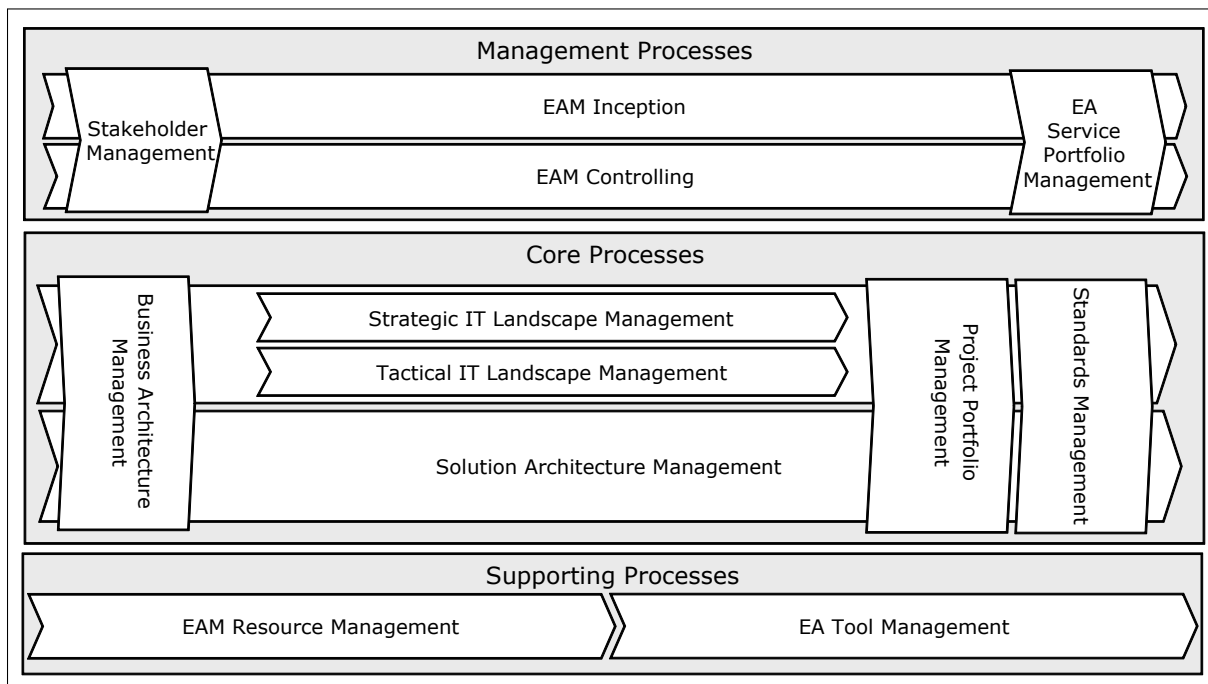 Management Processes
EAM Inception
Stakeholder
Management
EAM Controlling
EA
Service
Portfolio
Management
Core Processes
Business Architecture
Management
Strategic IT Landscape Management
Tactical IT Landscape Management
Solution Architecture Management
Project Portfolio
Management
Standards Management
Supporting Processes
EAM Resource Management
EA Tool Management